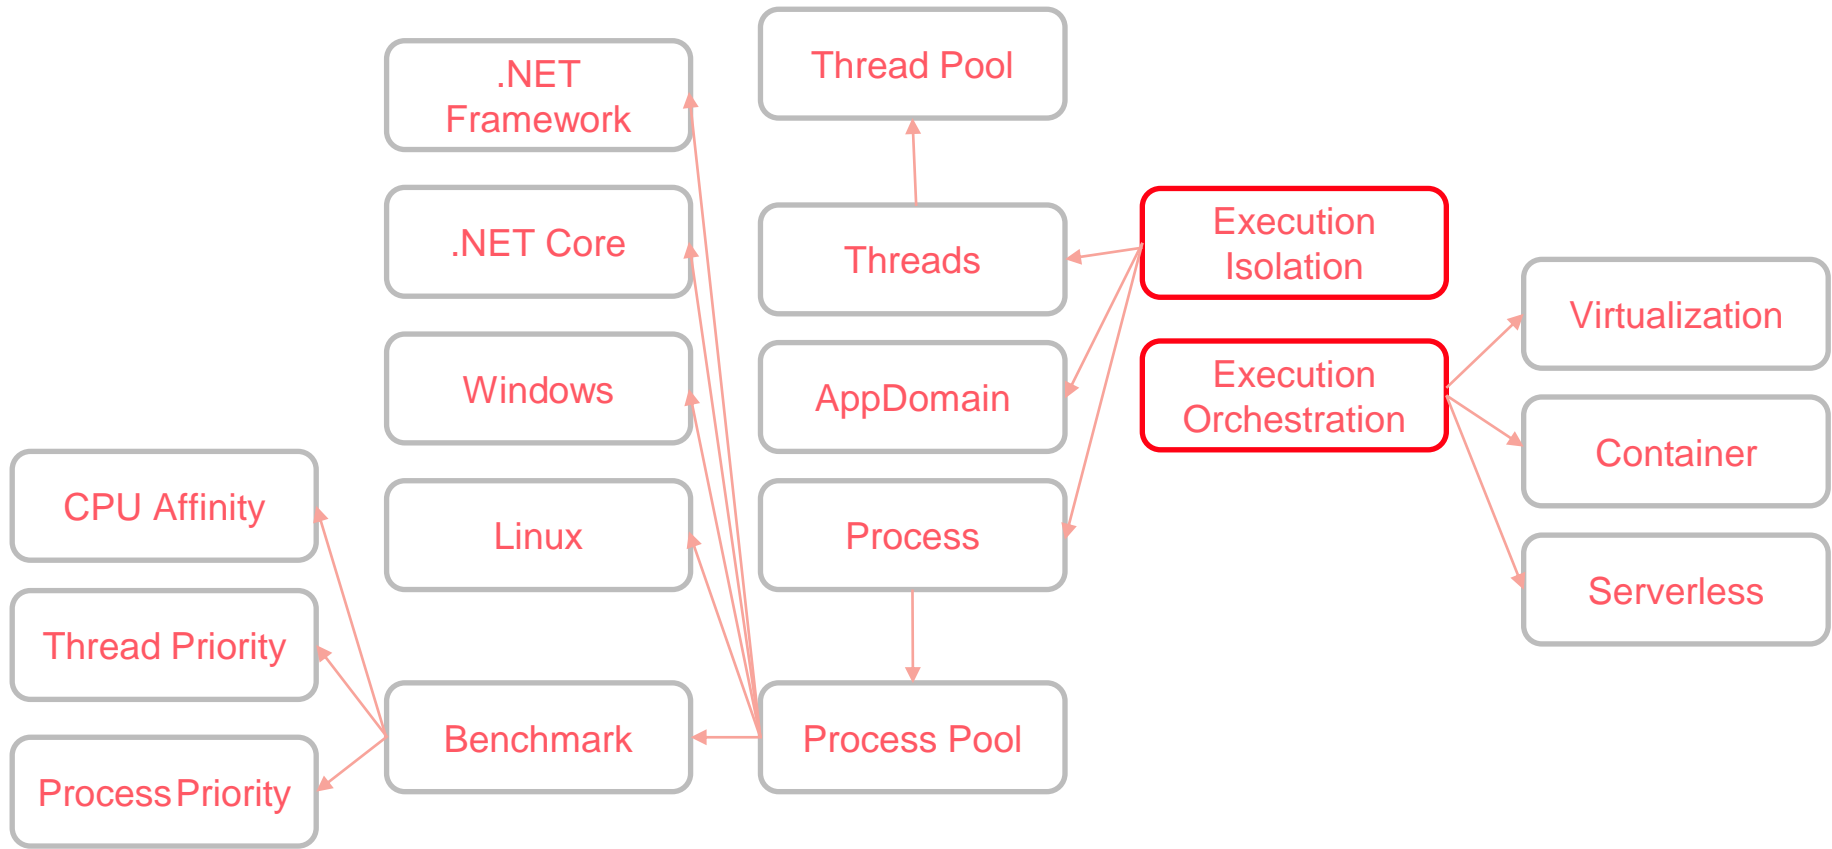 .NET
Framework
.NET Core
Windows
Linux
CPU Affinity
Thread Priority
Process Priority
Benchmark
Thread Pool
Threads
AppDomain
Process
Process Pool
Execution
Isolation
Execution
Orchestration
Virtualization
Container
Serverless